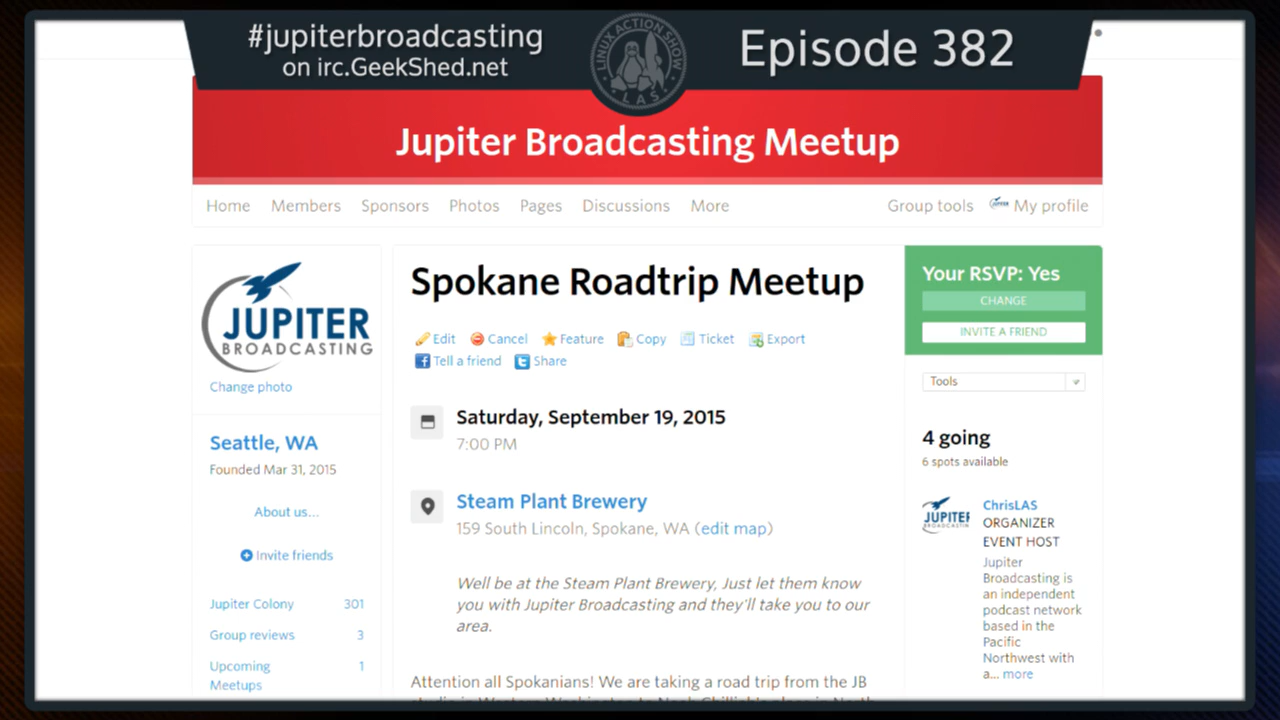 #jupiterbroadcasting
on irc.GeekShed.net
LINUX ACTION SHOW
LAS
Episode 382
Jupiter Broadcasting Meetup
Home Members Sponsors Photos Pages Discussions More Group tools My profile
JUPITER
BROADCASTING
Change photo
Seattle, WA
Founded Mar 31, 2015
About us...
Invite friends
Jupiter Colony 301
Group reviews 3
Upcoming Meetups 1
Spokane Roadtrip Meetup
Edit Cancel Feature Copy Ticket Export
Tell a friend Share
Saturday, September 19, 2015
7:00 PM
Steam Plant Brewery
159 South Lincoln, Spokane, WA (edit map)
Well be at the Steam Plant Brewery, Just let them know
you with Jupiter Broadcasting and they'll take you to our
area.
Attention all Spokanians! We are taking a road trip from the JB
Your RSVP: Yes
CHANGE
INVITE A FRIEND
Tools
4 going
6 spots available
JUPITER
ChrisLAS
ORGANIZER
EVENT HOST
Jupiter
Broadcasting is
an independent
podcast network
based in the
Pacific
Northwest with
a... more